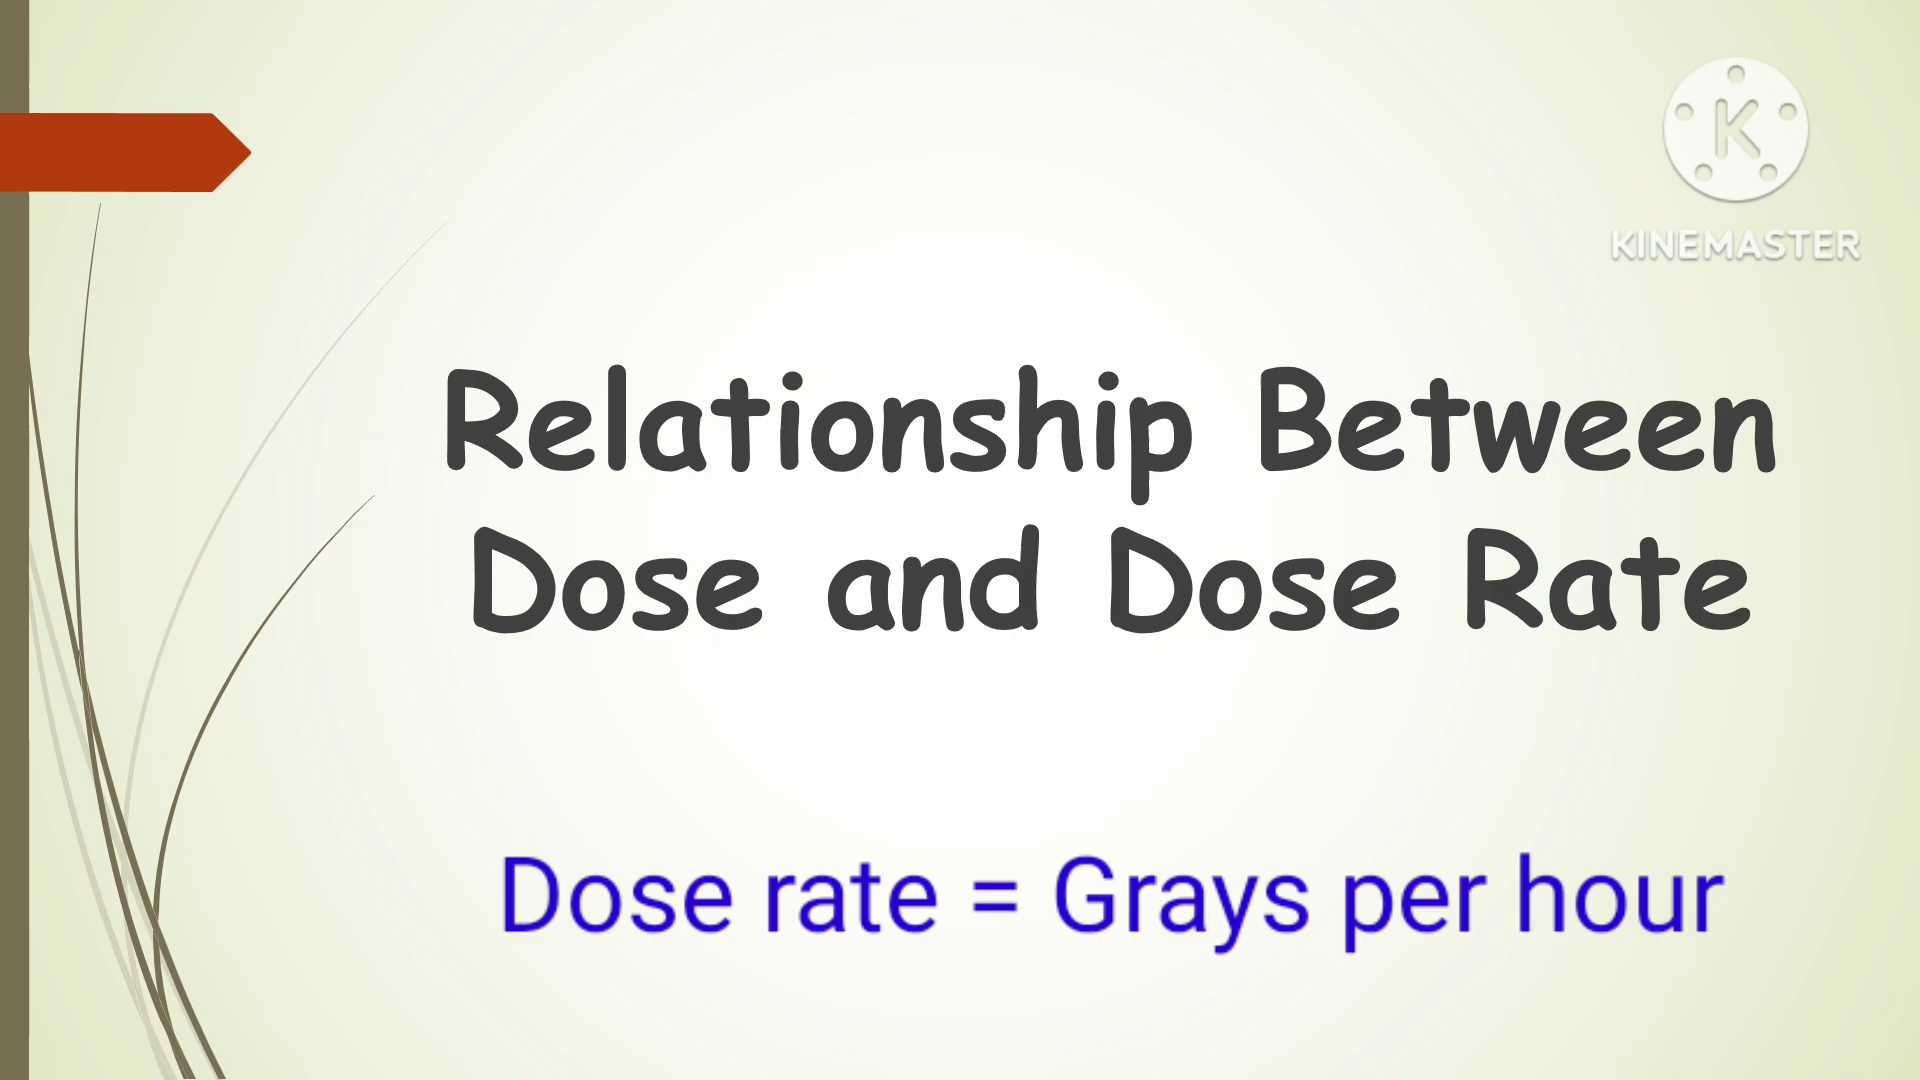 K
KINEMASTER
Relationship Between
Dose and Dose Rate
Dose rate = Grays per hour